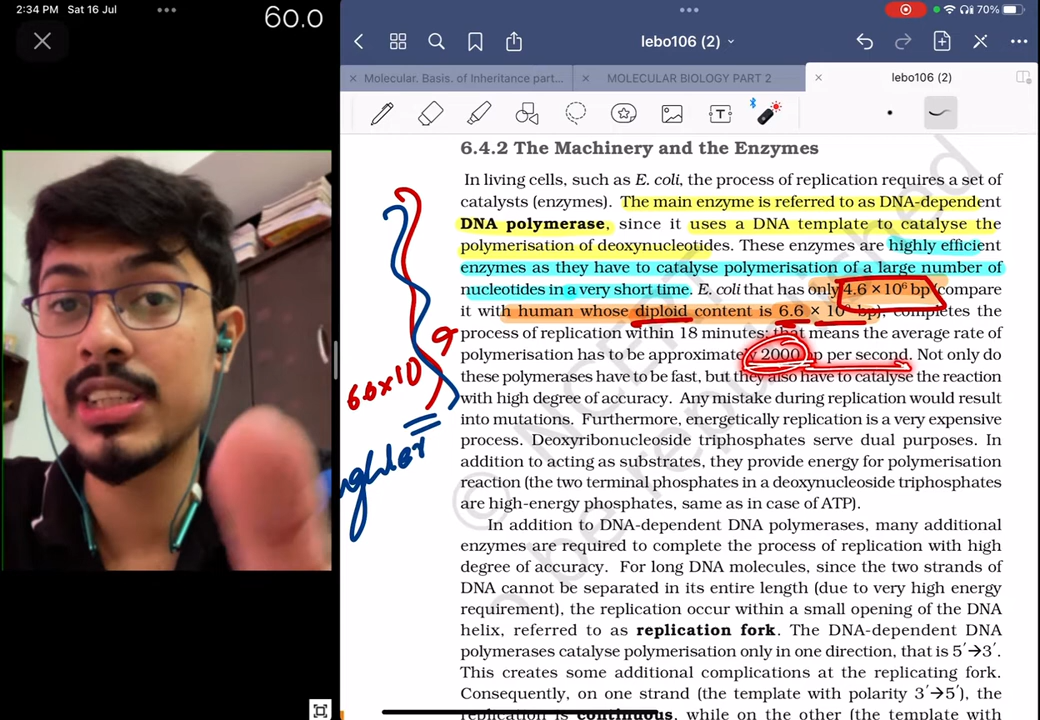 2:34 PM Sat 16 Jul
60.0
70%
lebo106 (2)
Molecular. Basis. of Inheritance part...
MOLECULAR BIOLOGY PART 2
lebo106 (2)
6.4.2 The Machinery and the Enzymes
In living cells, such as E. coli, the process of replication requires a set of
catalysts (enzymes). The main enzyme is referred to as DNA-dependent
DNA polymerase, since it uses a DNA template to catalyse the
polymerisation of deoxynucleotides. These enzymes are highly efficient
enzymes as they have to catalyse polymerisation of a large number of
nucleotides in a very short time. E. coli that has only 4.6 ×10⁶ bp (compare
it with human whose diploid content is 6.6 × 10⁹ bp), completes the
process of replication within 18 minutes; that means the average rate of
polymerisation has to be approximately 2000 bp per second. Not only do
these polymerases have to be fast, but they also have to catalyse the reaction
with high degree of accuracy. Any mistake during replication would result
into mutations. Furthermore, energetically replication is a very expensive
process. Deoxyribonucleoside triphosphates serve dual purposes. In
addition to acting as substrates, they provide energy for polymerisation
reaction (the two terminal phosphates in a deoxynucleoside triphosphates
are high-energy phosphates, same as in case of ATP).
In addition to DNA-dependent DNA polymerases, many additional
enzymes are required to complete the process of replication with high
degree of accuracy. For long DNA molecules, since the two strands of
DNA cannot be separated in its entire length (due to very high energy
requirement), the replication occur within a small opening of the DNA
helix, referred to as replication fork. The DNA-dependent DNA
polymerases catalyse polymerisation only in one direction, that is 5′→3′.
This creates some additional complications at the replicating fork.
Consequently, on one strand (the template with polarity 3′→5′), the
replication is continuous, while on the other (the template with
© NCERT